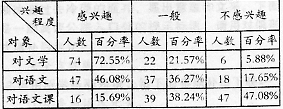 兴趣 程度 对象 感兴趣 一般 不感兴趣
人数 百分率 人数 百分率 人数 百分率
对文学 74 72.55% 22 21.57% 6 5.88%
对语文 47 46.08% 37 36.27% 18 17.65%
对语文课 16 15.69% 39 38.24% 47 47.08%